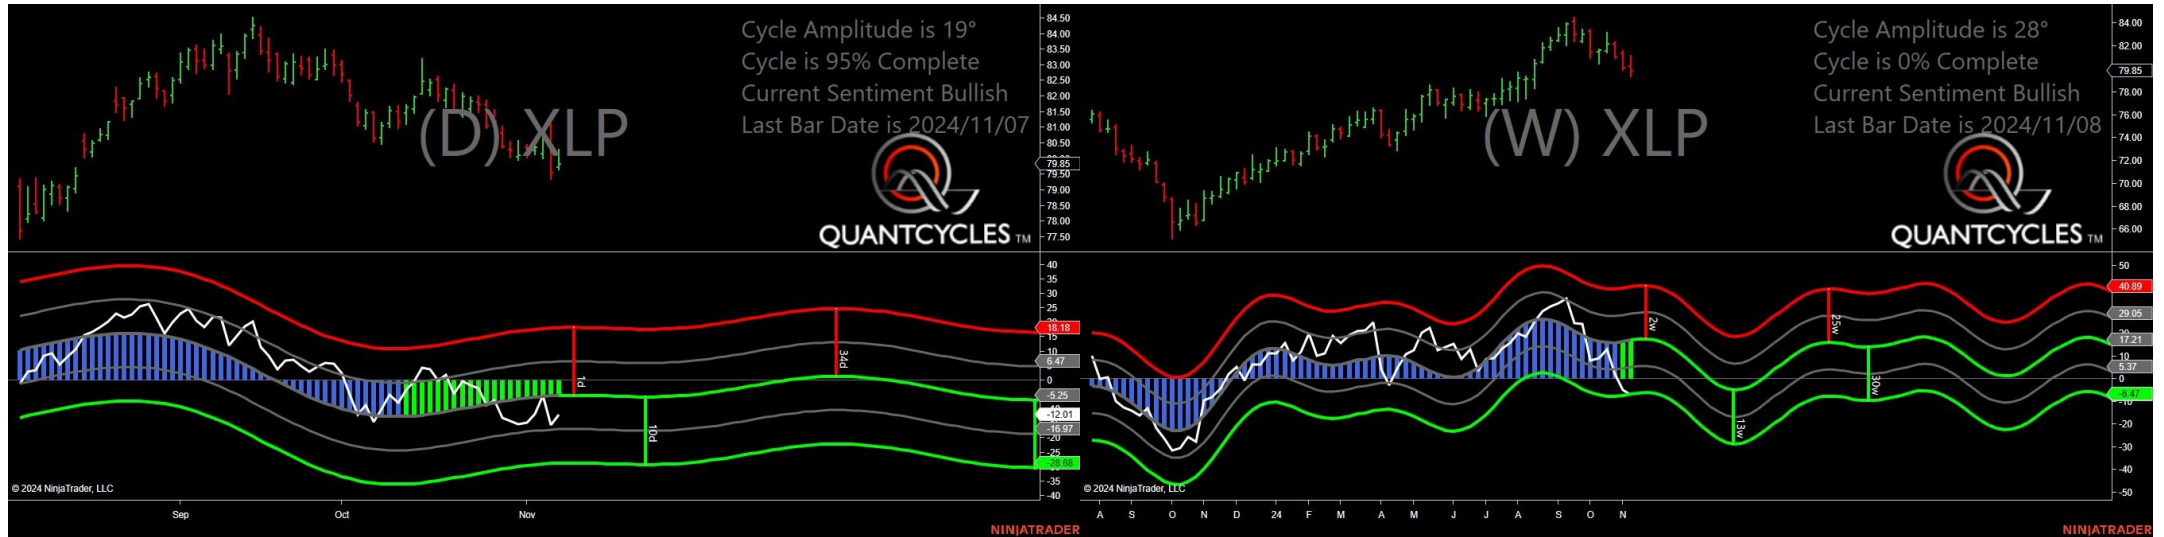 Cycle Amplitude is 19°
Cycle is 95% Complete
Current Sentiment Bullish
Last Bar Date is 2024/11/07
(D) XLP
QUANTCYCLES TM
84.50
84.00
83.50
83.00
82.50
82.00
81.50
81.00
80.50
79.85
79.50
79.00
78.50
78.00
77.50
40
35
30
25
18.18
15
10
6.47
0
-5.25
-12.01
-16.97
-20
-28.68
-35
-40
1d
10d
34d
© 2024 NinjaTrader, LLC
Sep Oct Nov
NINJATRADER
Cycle Amplitude is 28°
Cycle is 0% Complete
Current Sentiment Bullish
Last Bar Date is 2024/11/08
(W) XLP
QUANTCYCLES TM
84.00
82.00
79.85
78.00
76.00
74.00
72.00
70.00
68.00
66.00
50
40.89
29.05
17.21
10
5.37
0
-6.47
-10
-20
-30
-40
-50
2w
13w
25w
30w
© 2024 NinjaTrader, LLC
A S O N D 24 F M A M J J A S O N
NINJATRADER